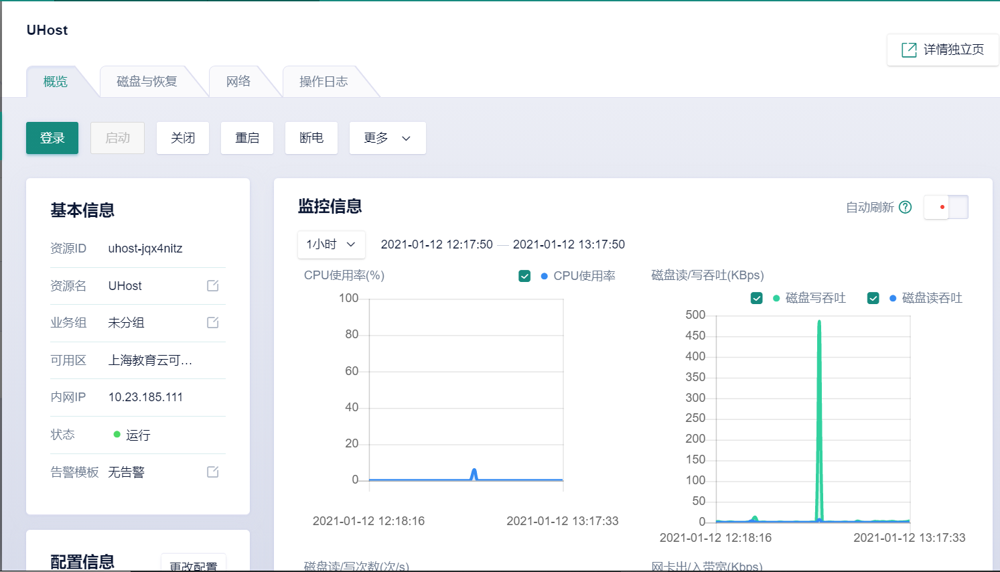 UHost
详情独立页
概览
磁盘与恢复
网络
操作日志
登录
启动
关闭
重启
断电
更多
基本信息
资源ID uhost-jqx4nitz
资源名 UHost
业务组 未分组
可用区 上海教育云可...
内网IP 10.23.185.111
状态 运行
告警模板 无告警
配置信息
更改配置
监控信息
自动刷新
1小时 2021-01-12 12:17:50 — 2021-01-12 13:17:50
CPU使用率(%)
CPU使用率
100
80
60
40
20
0
2021-01-12 12:18:16 2021-01-12 13:17:33
磁盘读/写吞吐(KBps)
磁盘写吞吐 磁盘读吞吐
500
450
400
350
300
250
200
150
100
50
0
2021-01-12 12:18:16 2021-01-12 13:17:33
磁盘读/写次数(次/s)
网卡出/入带宽(Kbps)